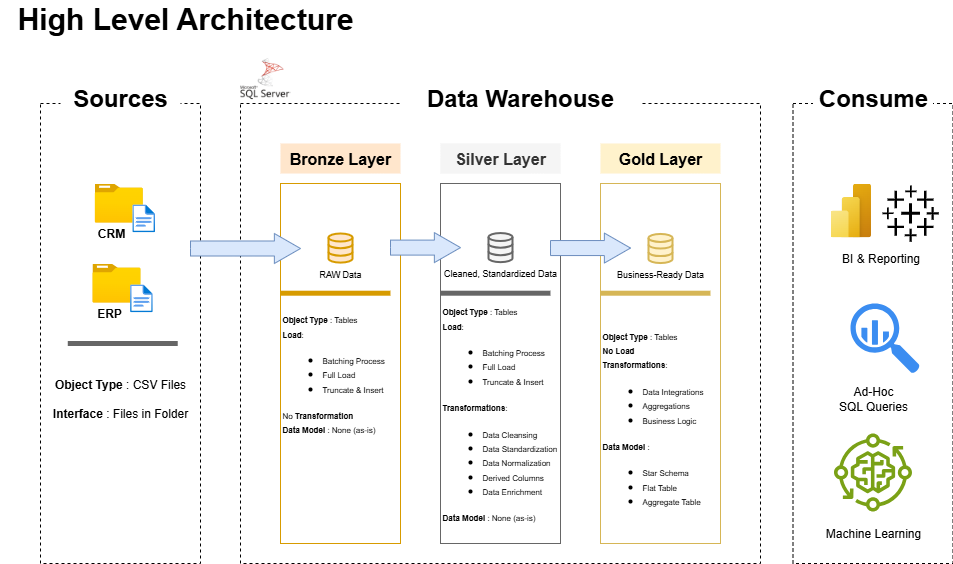 High Level Architecture
Sources
CRM
ERP
Object Type : CSV Files
Interface : Files in Folder
Microsoft
SQL Server
Data Warehouse
Bronze Layer
RAW Data
Object Type : Tables
Load:
Batching Process
Full Load
Truncate & Insert
No Transformation
Data Model : None (as-is)
Silver Layer
Cleaned, Standardized Data
Object Type : Tables
Load:
Batching Process
Full Load
Truncate & Insert
Transformations:
Data Cleansing
Data Standardization
Data Normalization
Derived Columns
Data Enrichment
Data Model : None (as-is)
Gold Layer
Business-Ready Data
Object Type : Tables
No Load
Transformations:
Data Integrations
Aggregations
Business Logic
Data Model :
Star Schema
Flat Table
Aggregate Table
Consume
BI & Reporting
Ad-Hoc
SQL Queries
Machine Learning